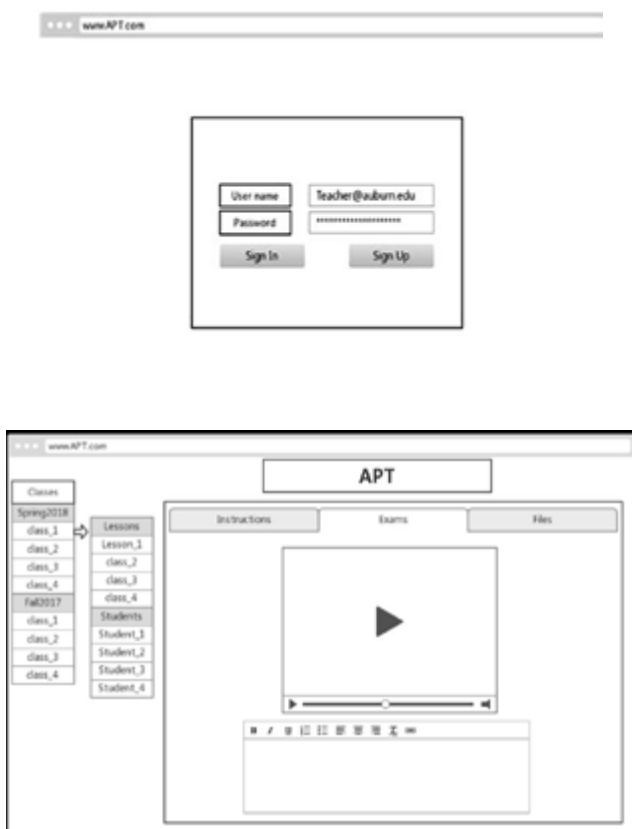 www.APT.com
User name Teacher@auburn.edu
Password ********************
Sign In Sign Up
www.APT.com
APT
Classes
Spring2018
class_1
class_2
class_3
class_4
Fall2017
class_1
class_2
class_3
class_4
Lessons
Lesson_1
class_2
class_3
class_4
Students
Student_1
Student_2
Student_3
Student_4
Instructions Exams Files
B I U